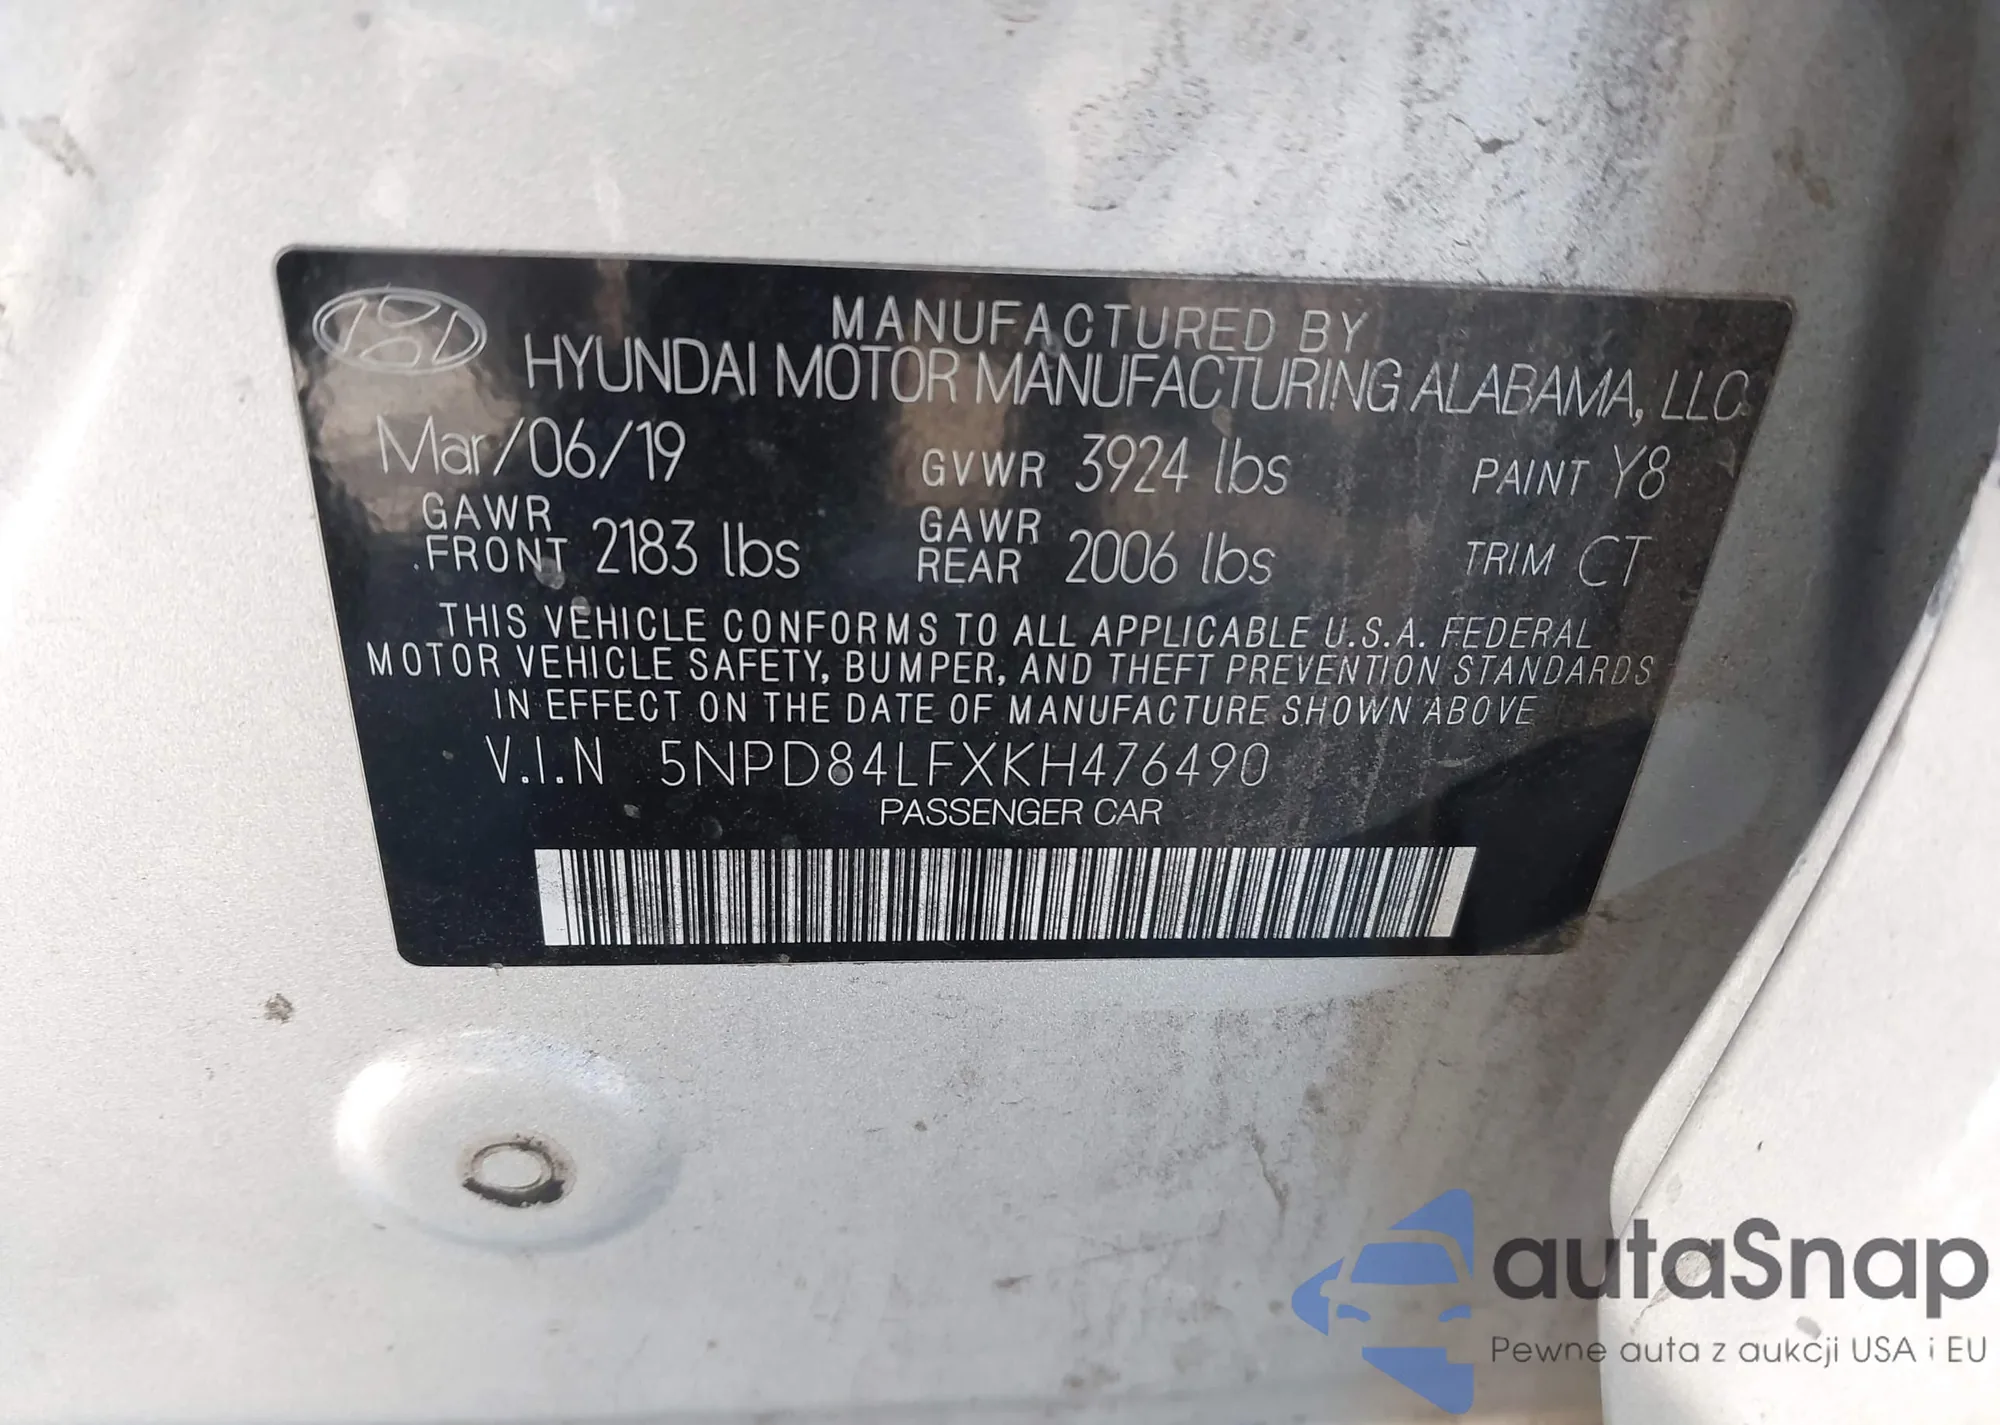 MANUFACTURED BY
HYUNDAI MOTOR MANUFACTURING ALABAMA, LLC
Mar/06/19 GVWR 3924 lbs PAINT Y8
GAWR FRONT 2183 lbs GAWR REAR 2006 lbs TRIM CT
THIS VEHICLE CONFORMS TO ALL APPLICABLE U.S.A. FEDERAL
MOTOR VEHICLE SAFETY, BUMPER, AND THEFT PREVENTION STANDARDS
IN EFFECT ON THE DATE OF MANUFACTURE SHOWN ABOVE
V.I.N 5NPD84LFXKH476490
PASSENGER CAR
autaSnap
Pewne auta z aukcji USA i EU